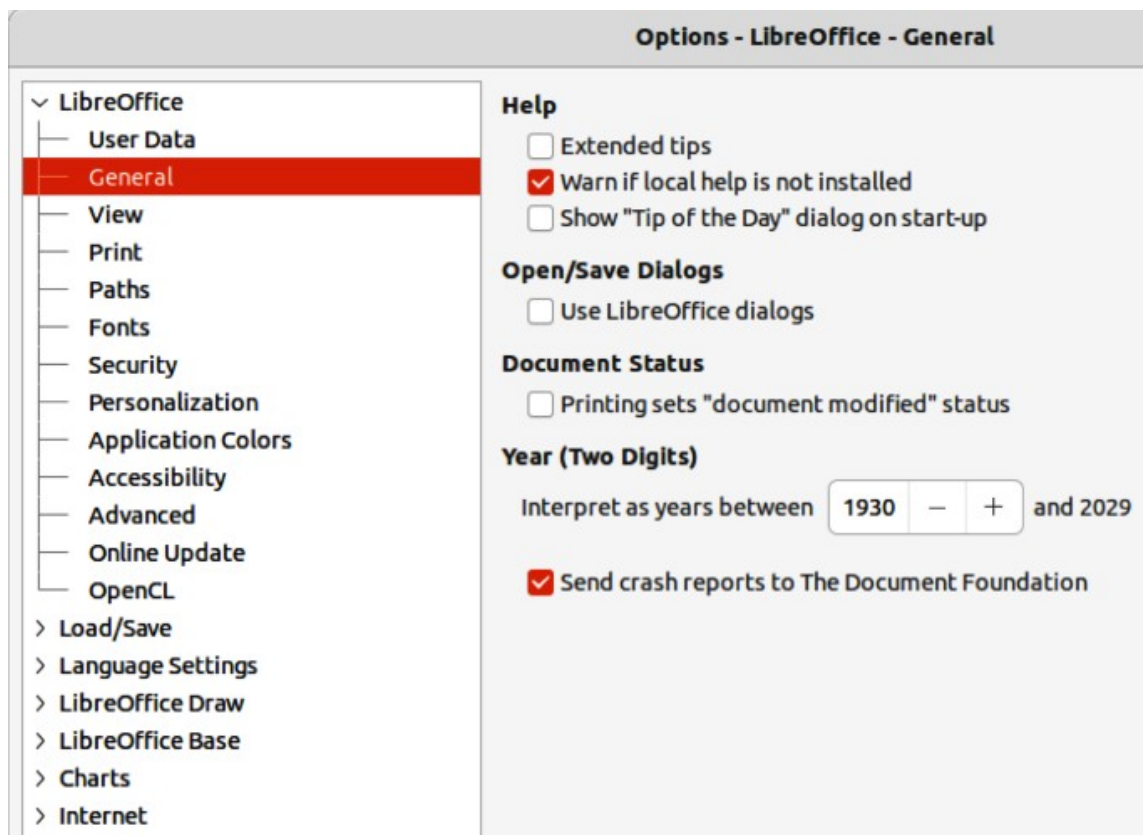 Options - LibreOffice - General
LibreOffice
User Data
General
View
Print
Paths
Fonts
Security
Personalization
Application Colors
Accessibility
Advanced
Online Update
OpenCL
Load/Save
Language Settings
LibreOffice Draw
LibreOffice Base
Charts
Internet
Help
Extended tips
Warn if local help is not installed
Show "Tip of the Day" dialog on start-up
Open/Save Dialogs
Use LibreOffice dialogs
Document Status
Printing sets "document modified" status
Year (Two Digits)
Interpret as years between 1930 − + and 2029
Send crash reports to The Document Foundation